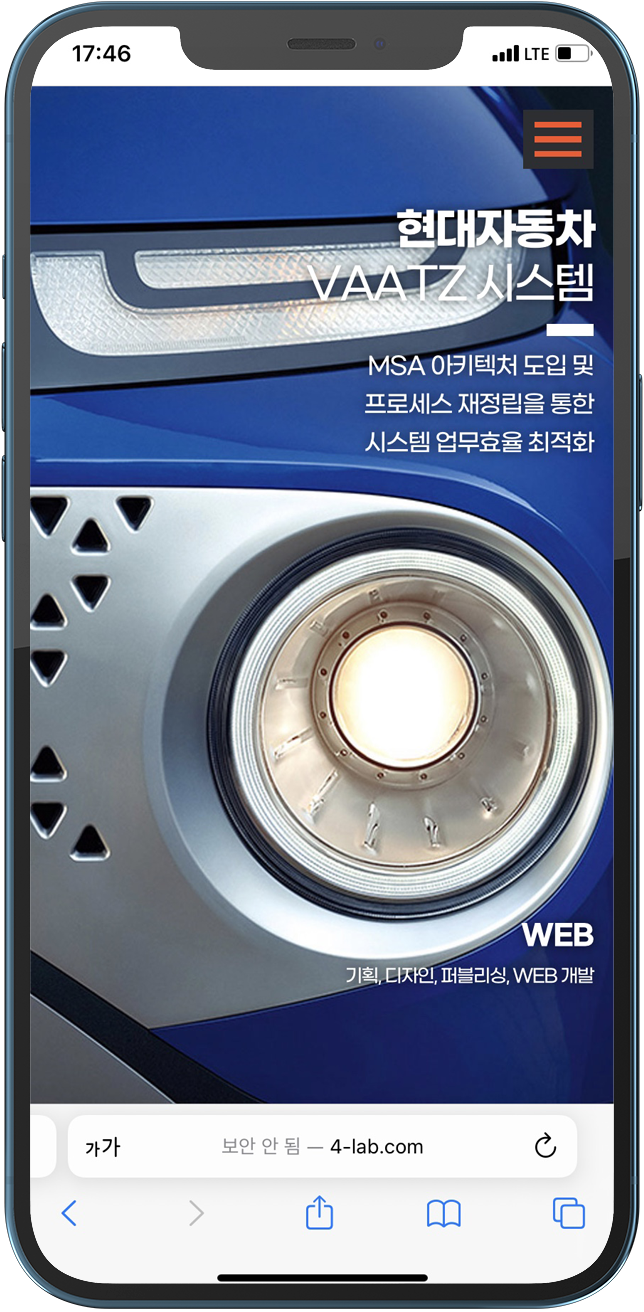 17:46
LTE
현대자동차
VAATZ 시스템
MSA 아키텍처 도입 및
프로세스 재정립을 통한
시스템 업무효율 최적화
WEB
기획, 디자인, 퍼블리싱, WEB 개발
가가 보안 안 됨 — 4-lab.com